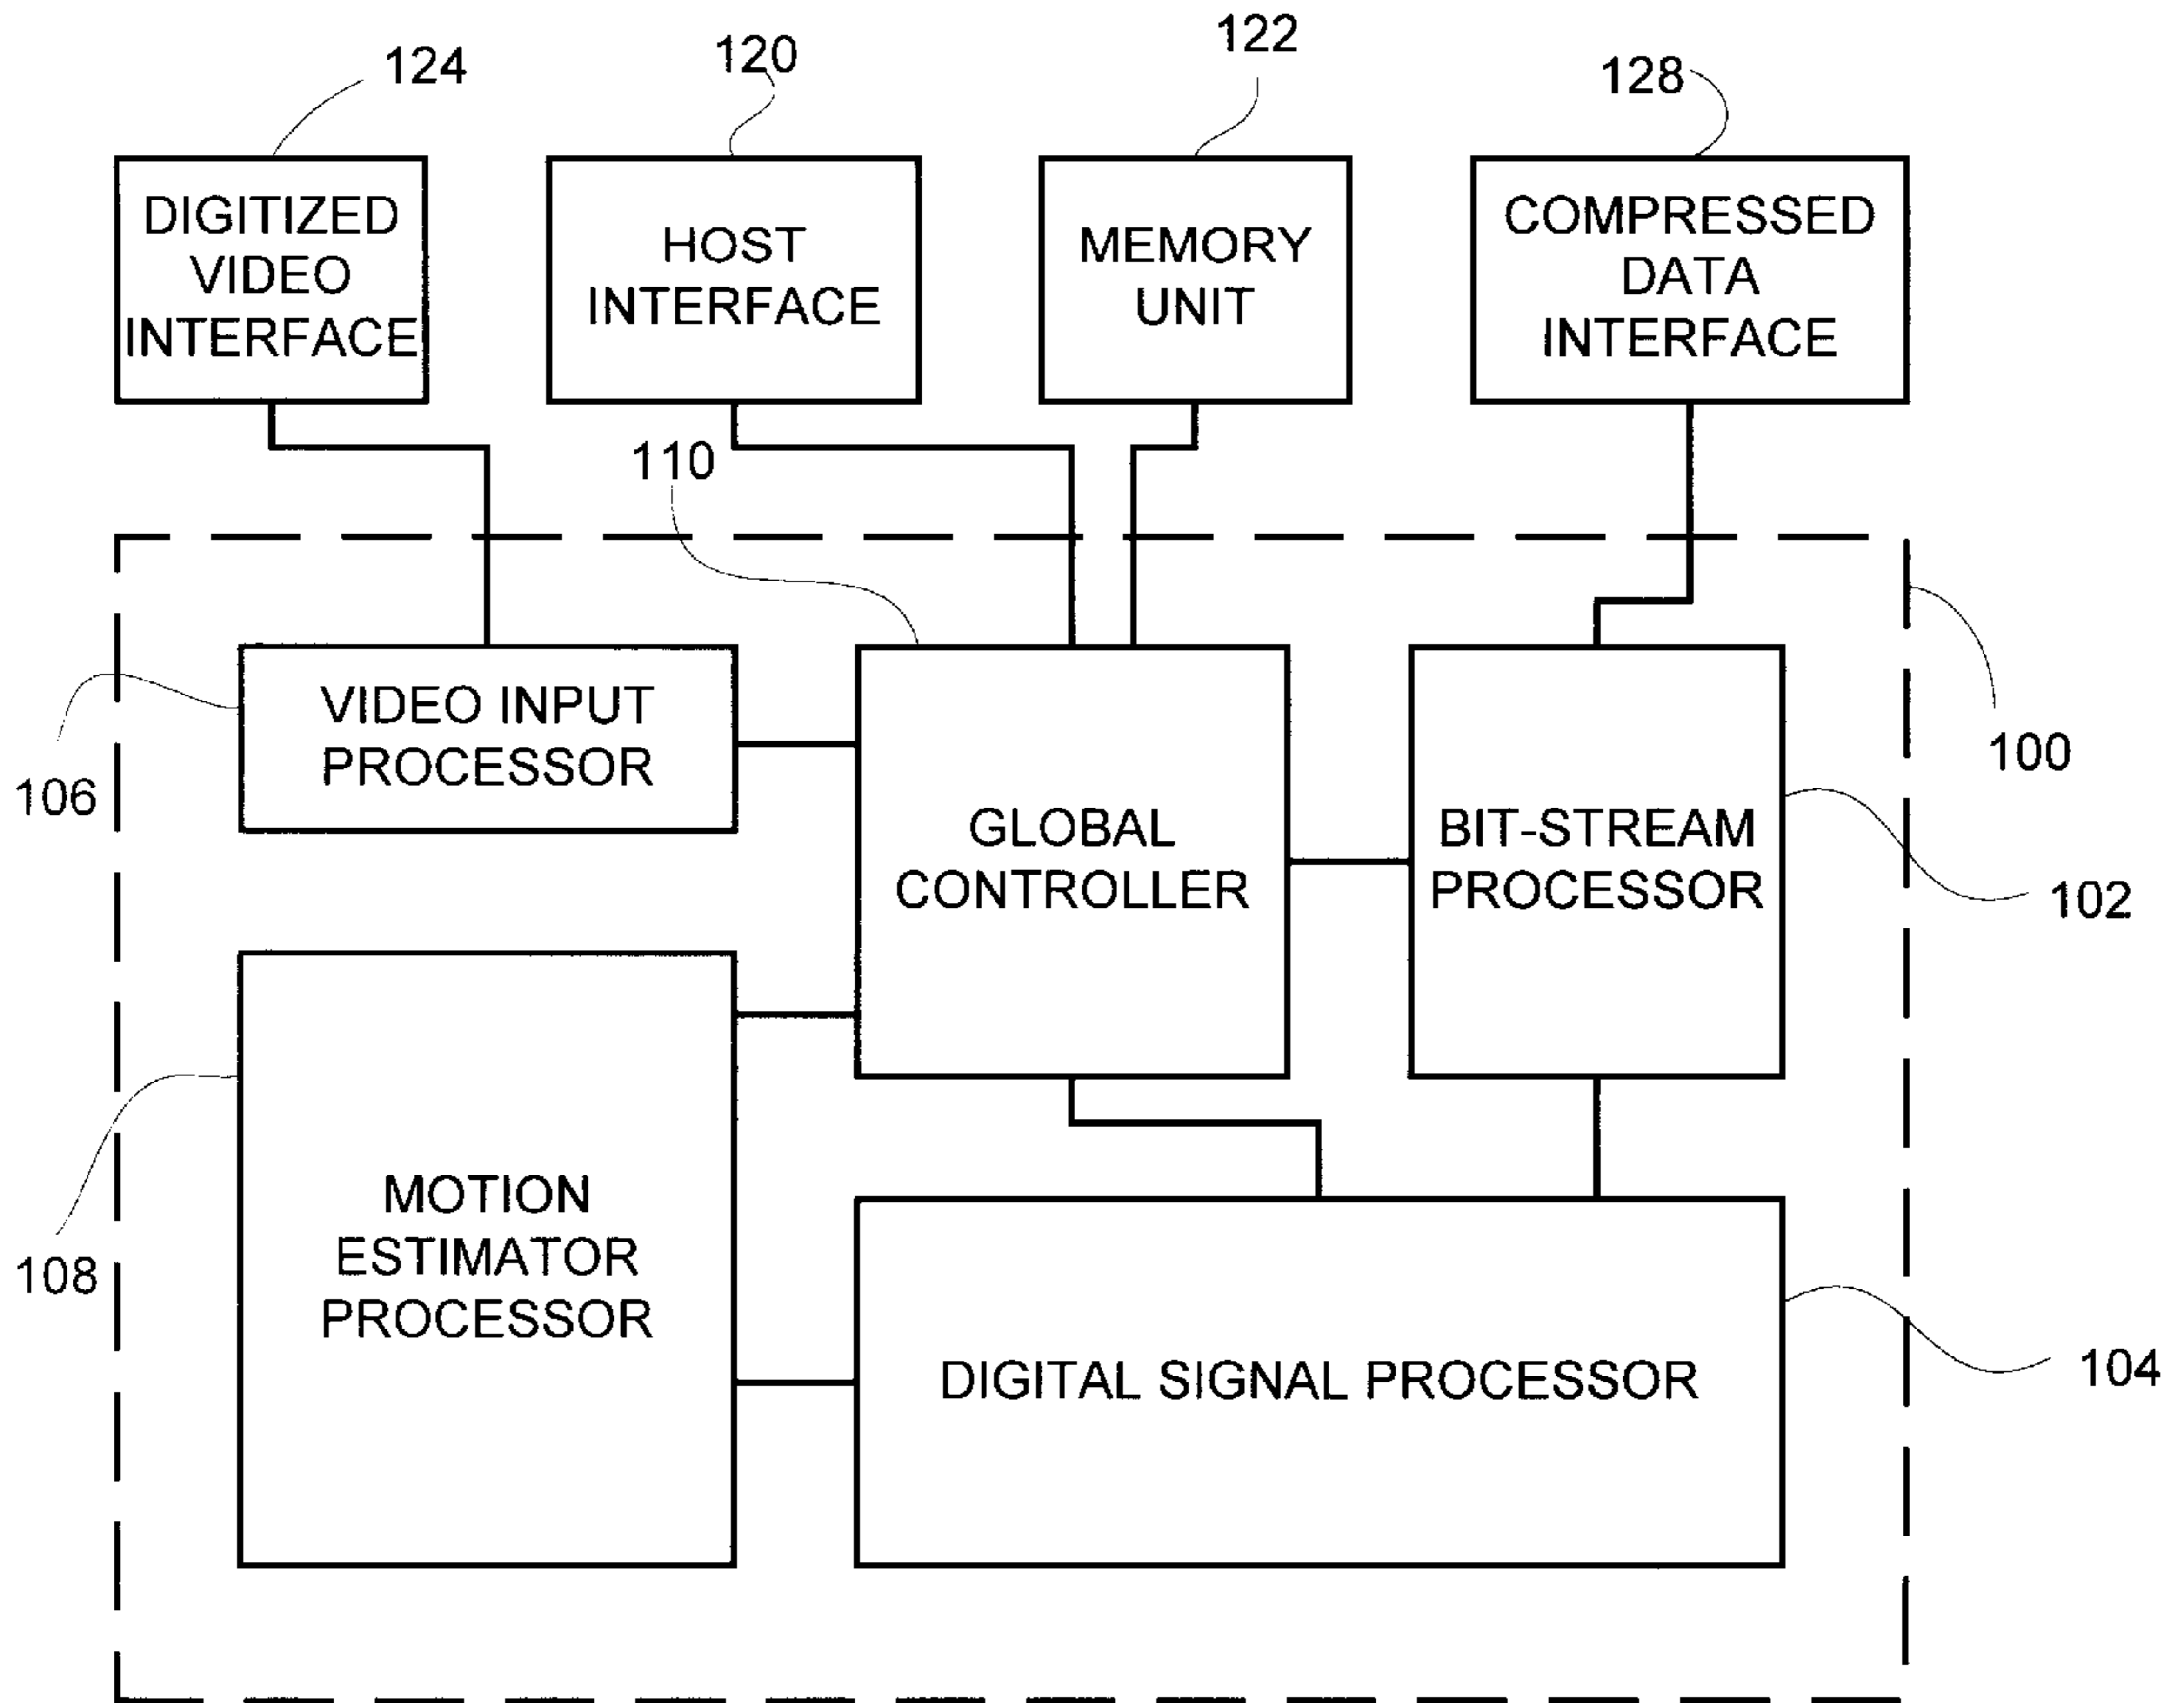 124
120
122
128
DIGITIZED
VIDEO
INTERFACE
HOST
INTERFACE
MEMORY
UNIT
COMPRESSED
DATA
INTERFACE
110
VIDEO INPUT
PROCESSOR
106
GLOBAL
CONTROLLER
BIT-STREAM
PROCESSOR
100
102
MOTION
ESTIMATOR
PROCESSOR
108
DIGITAL SIGNAL PROCESSOR
104